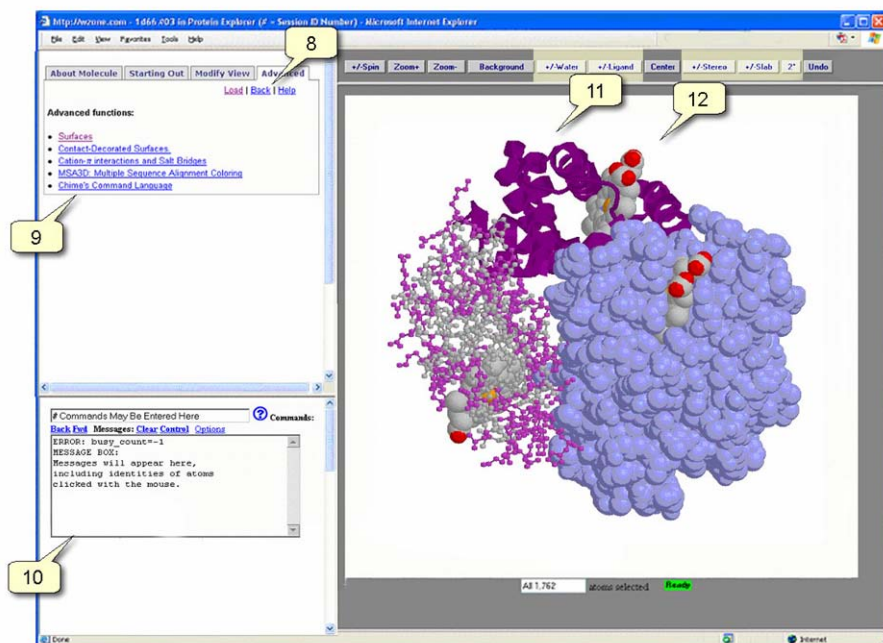 http://wzone.com - 1d66 #03 in Protein Explorer (# = Session ID Number) - Microsoft Internet Explorer
File Edit View Favorites Tools Help
8
About Molecule Starting Out Modify View Advanced
Load | Back | Help
+/-Spin Zoom+ Zoom- Background +/-Water +/-Ligand Center +/-Stereo +/-Slab 2° Undo
Advanced functions:
• Surfaces
• Contact-Decorated Surfaces.
• Cation-π interactions and Salt Bridges
• MSA3D: Multiple Sequence Alignment Coloring
• Chime's Command Language
11
12
9
# Commands May Be Entered Here ? Commands:
Back Fwd Messages: Clear Control Options
ERROR: busy_count=-1
MESSAGE BOX:
Messages will appear here,
including identities of atoms
clicked with the mouse.
10
All 1,762 atoms selected Ready
Done Internet